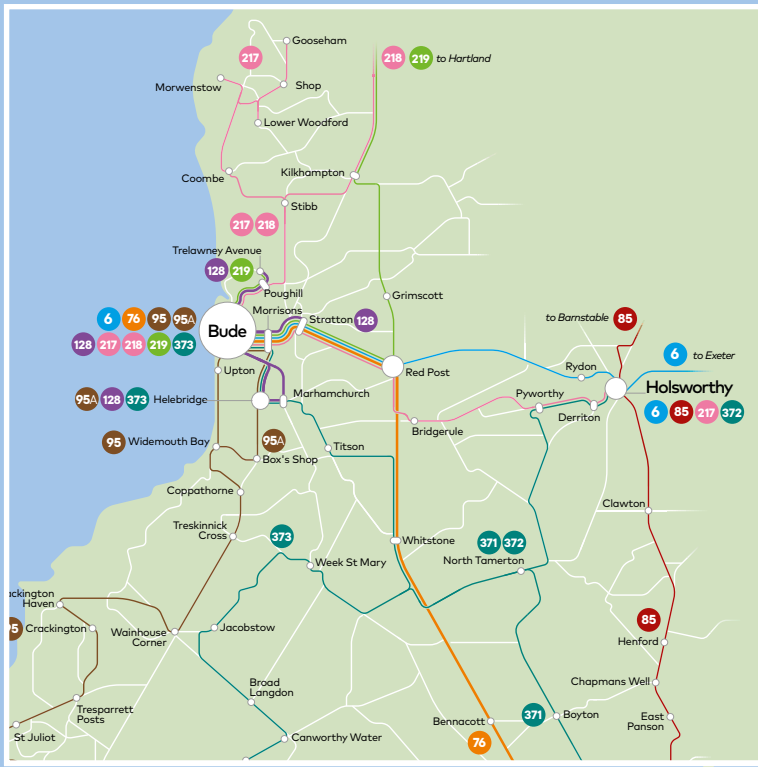 Gooseham
217
218 219 to Hartland
Morwenstow
Shop
Lower Woodford
Coombe
Kilkhampton
Stibb
217 218
Trelawney Avenue
128 219
Poughill
Grimscott
Morrisons
6 76 95 95A
Bude
Stratton 128
to Barnstable 85
128 217 218 219 373
6 to Exeter
Upton
Red Post
Rydon
Holsworthy
95A 128 373 Helebridge
Marhamchurch
Pyworthy
Derriton
6 85 217 372
Bridgerule
95 Widemouth Bay
95A
Titson
Box's Shop
Coppathorne
Clawton
Treskinnick
Cross
373
Whitstone
371 372
North Tamerton
Week St Mary
ackington
Haven
95 Crackington
Wainhouse
Corner
Jacobstow
85
Henford
Broad
Langdon
Chapmans Well
Tresparrett
Posts
Bennacott
371
Boyton
East
Panson
St Juliot
Canworthy Water
76